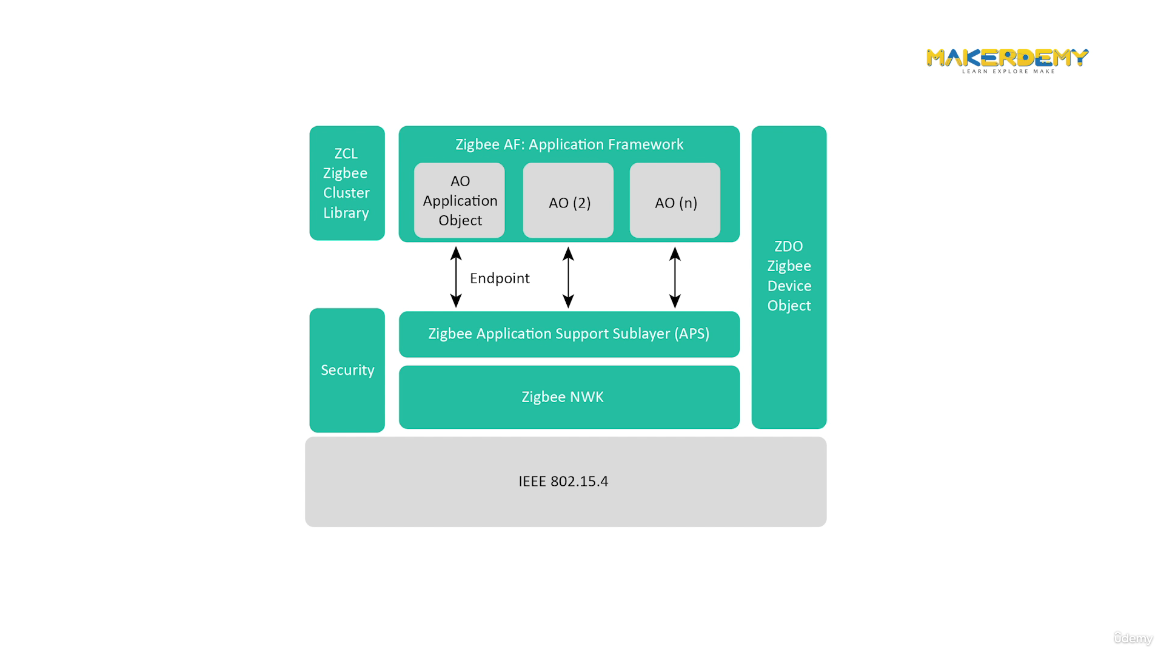 MAKERDEMY
LEARN EXPLORE MAKE
ZCL
Zigbee
Cluster
Library
Zigbee AF: Application Framework
AO
Application
Object
AO (2)
AO (n)
ZDO
Zigbee
Device
Object
Endpoint
Security
Zigbee Application Support Sublayer (APS)
Zigbee NWK
IEEE 802.15.4
ûdemy